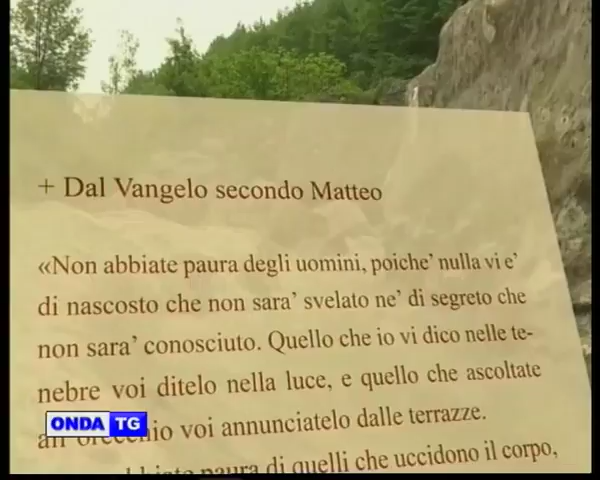 + Dal Vangelo secondo Matteo
«Non abbiate paura degli uomini, poiche' nulla vi e'
di nascosto che non sara' svelato ne' di segreto che
non sara' conosciuto. Quello che io vi dico nelle te-
nebre voi ditelo nella luce, e quello che ascoltate
all'orecchio voi annunciatelo dalle terrazze.
paura di quelli che uccidono il corpo,
ONDA TG